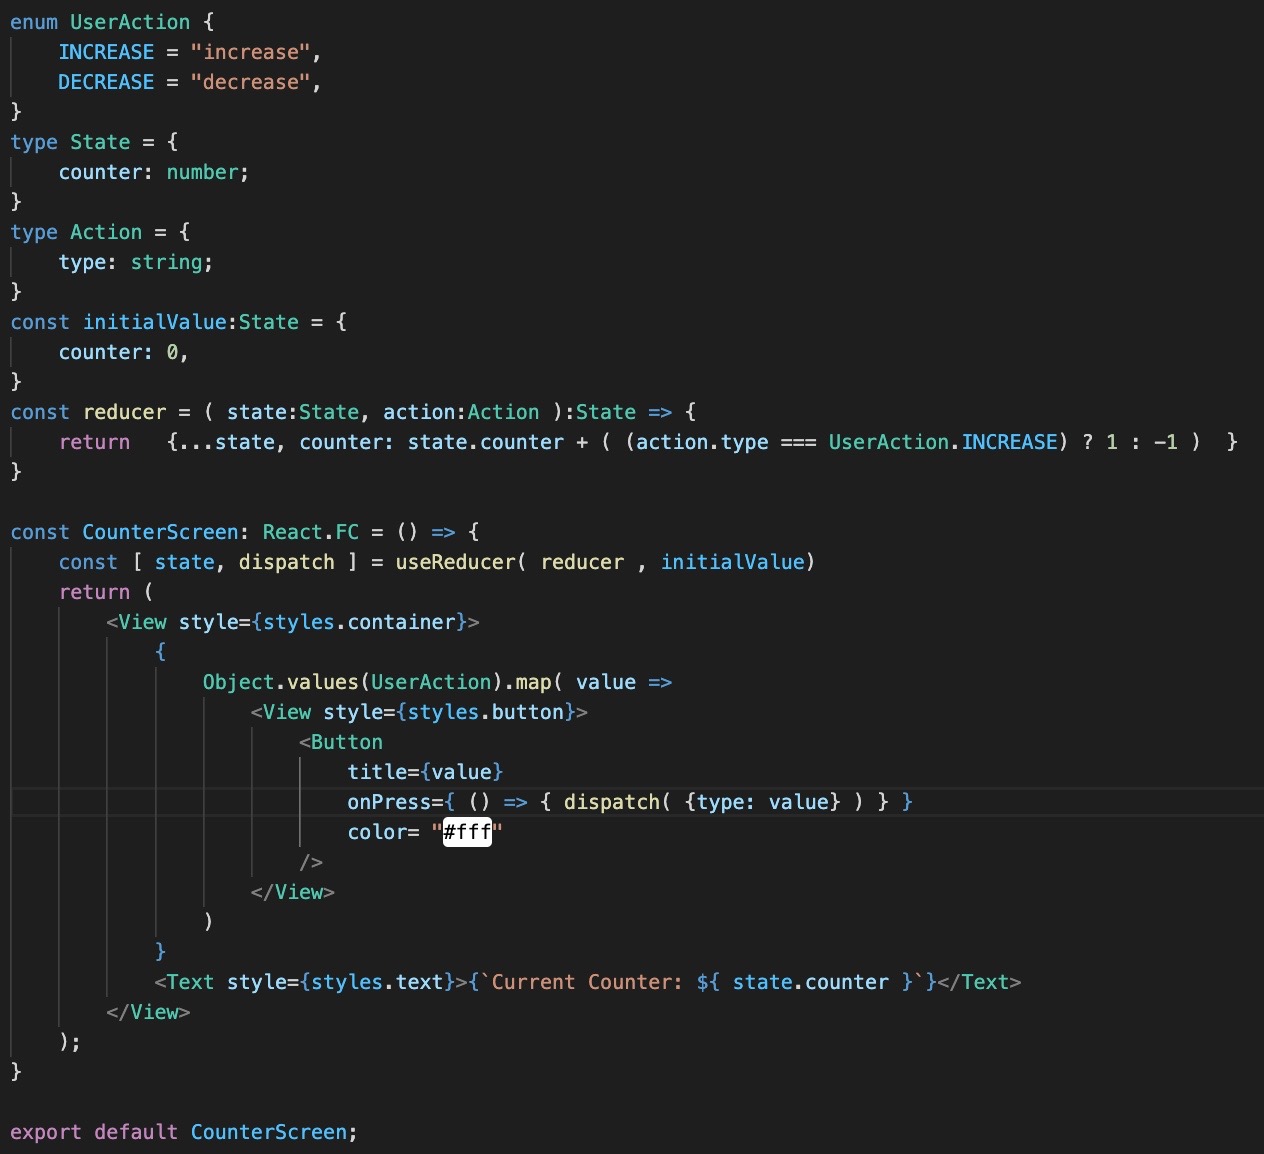 enum UserAction {
    INCREASE = "increase",
    DECREASE = "decrease",
}
type State = {
    counter: number;
}
type Action = {
    type: string;
}
const initialValue:State = {
    counter: 0,
}
const reducer = ( state:State, action:Action ):State => {
    return   {...state, counter: state.counter + ( (action.type === UserAction.INCREASE) ? 1 : -1 )  }
}

const CounterScreen: React.FC = () => {
    const [ state, dispatch ] = useReducer( reducer , initialValue)
    return (
        <View style={styles.container}>
            {
                Object.values(UserAction).map( value =>
                    <View style={styles.button}>
                        <Button
                            title={value}
                            onPress={ () => { dispatch( {type: value} ) } }
                            color= "#fff"
                        />
                    </View>
                )
            }
            <Text style={styles.text}>{`Current Counter: ${ state.counter }`}</Text>
        </View>
    );
}

export default CounterScreen;